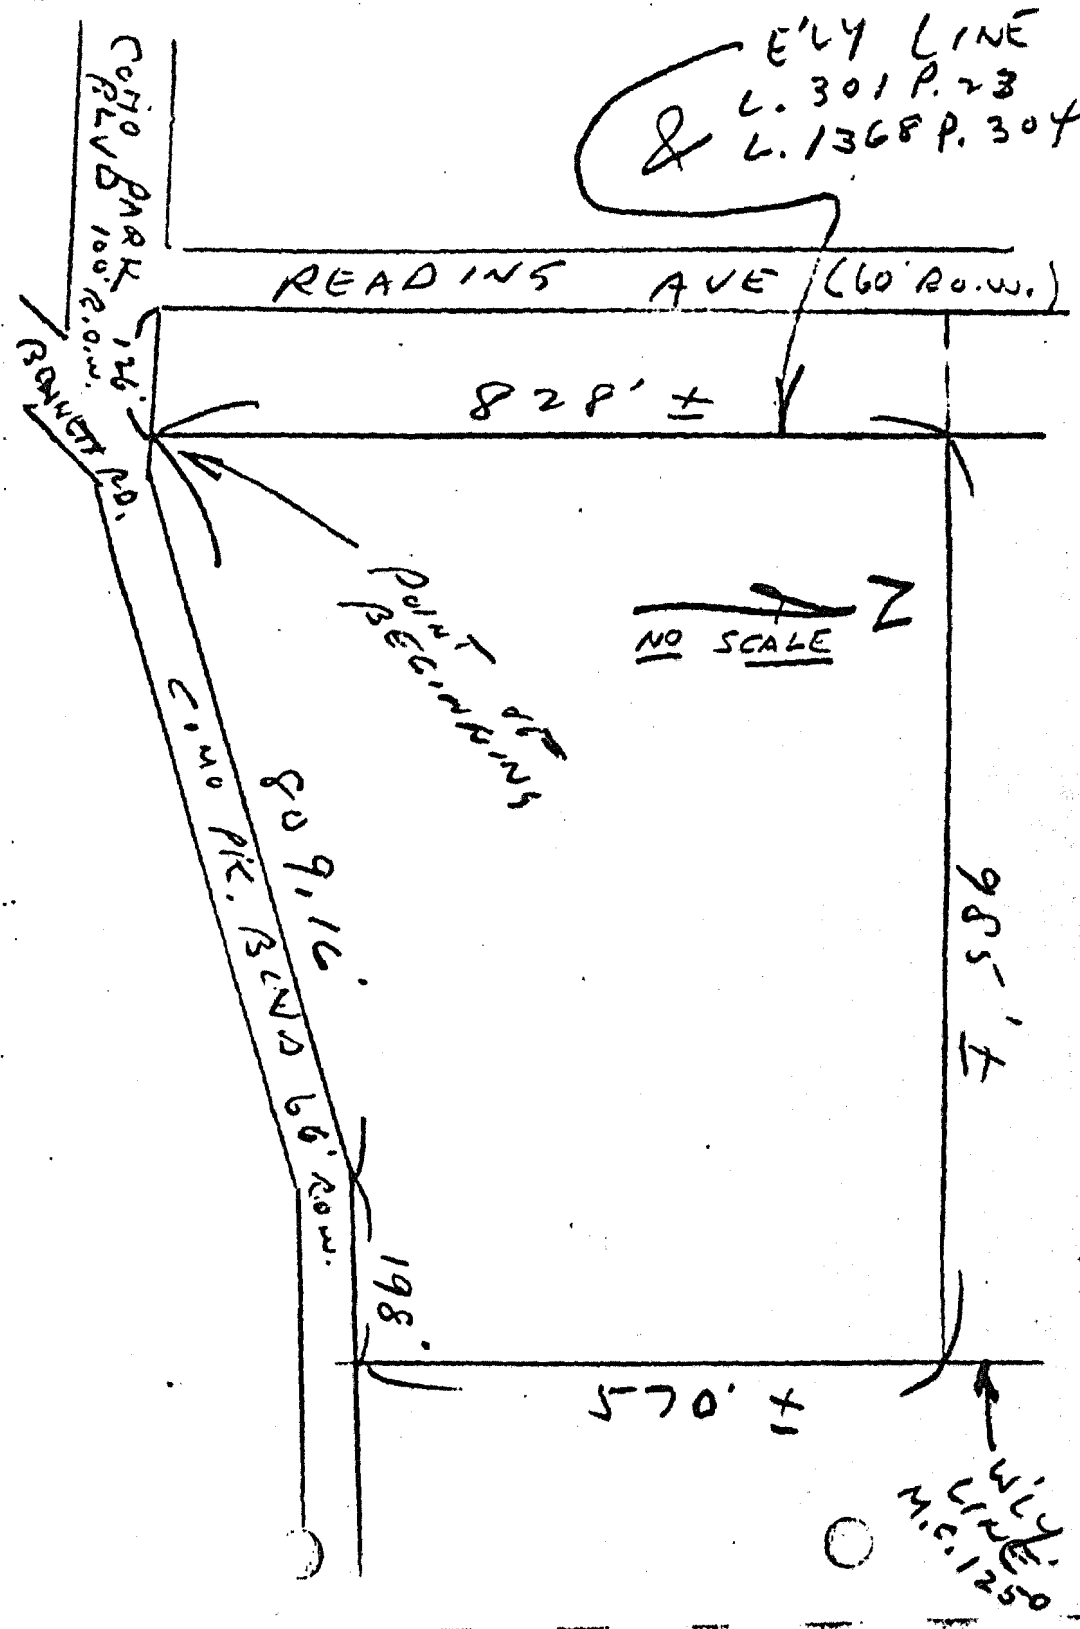 E'LY LINE
L. 301 P. 23
& L. 1368 P. 304
COMO PARK
BLVD 100' R.O.W.
READING AVE (60' R.O.W.)
126'
BENNETT RD.
828' ±
POINT OF
BEGINNING
N
NO SCALE
COMO PK. BLVD 66' R.O.W.
809.16'
985' ±
198'
570' ±
W'LY
LINE
M.C. 1250